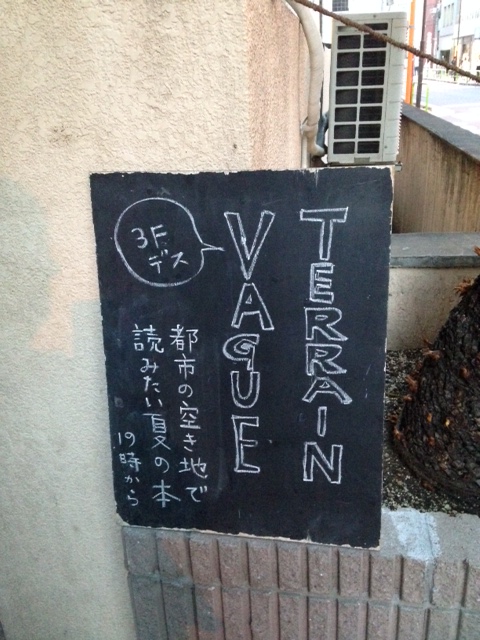 TERRAIN
VAGUE
3F
デス
都市の空き地で
読みたい夏の本
19時から